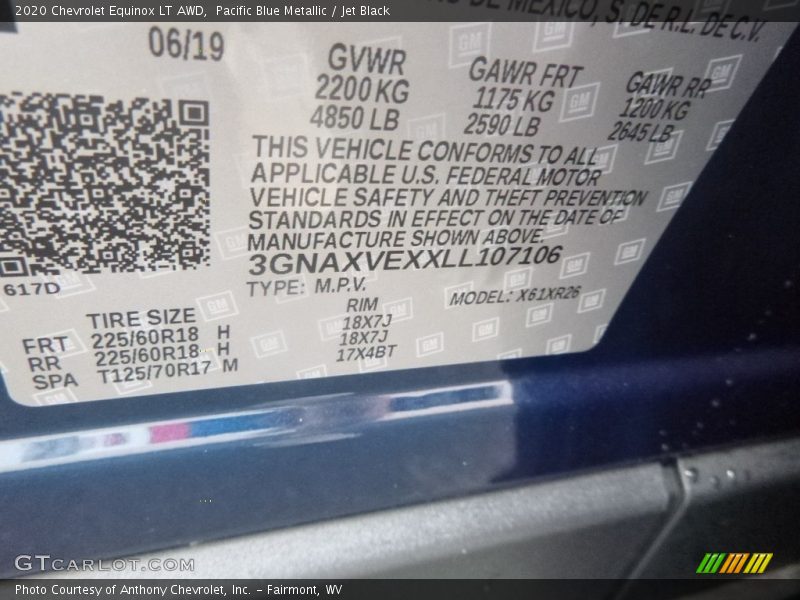 2020 Chevrolet Equinox LT AWD,  Pacific Blue Metallic / Jet Black
DE MEXICO, S. DE R.L. DE C.V.
06/19
GVWR
2200 KG
4850 LB
GAWR FRT
1175 KG
2590 LB
GAWR RR
1200 KG
2645 LB
THIS VEHICLE CONFORMS TO ALL
APPLICABLE U.S. FEDERAL MOTOR
VEHICLE SAFETY AND THEFT PREVENTION
STANDARDS IN EFFECT ON THE DATE OF
MANUFACTURE SHOWN ABOVE.
3GNAXVEXXLL107106
TYPE: M.P.V.
MODEL: X61XR26
617D
TIRE SIZE RIM
FRT 225/60R18 H 18X7J
RR 225/60R18 H 18X7J
SPA T125/70R17 M 17X4BT
GTcarlot.com
Photo Courtesy of Anthony Chevrolet, Inc. – Fairmont, WV